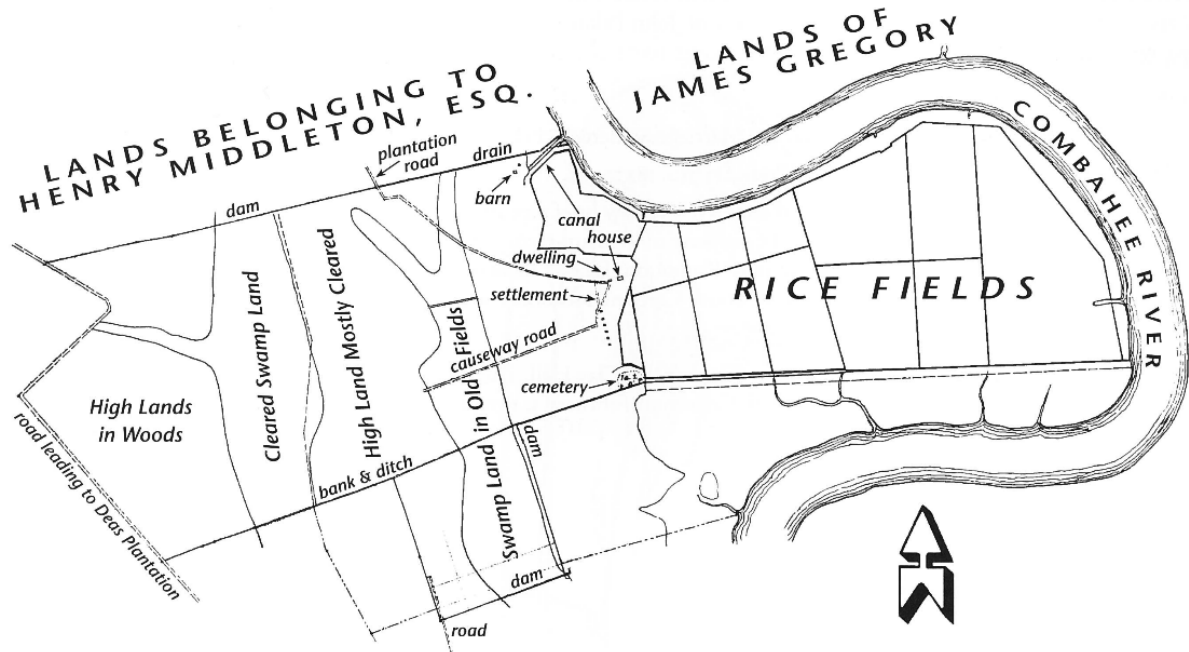 LANDS BELONGING TO
HENRY MIDDLETON, ESQ.
LANDS OF
JAMES GREGORY
COMBAHEE RIVER
plantation
road
drain
barn
dam
canal
house
dwelling
settlement
RICE FIELDS
causeway road
cemetery
High Lands
in Woods
Cleared Swamp Land
High Land Mostly Cleared
Swamp Land in Old Fields
road leading to Deas Plantation
bank & ditch
dam
dam
road